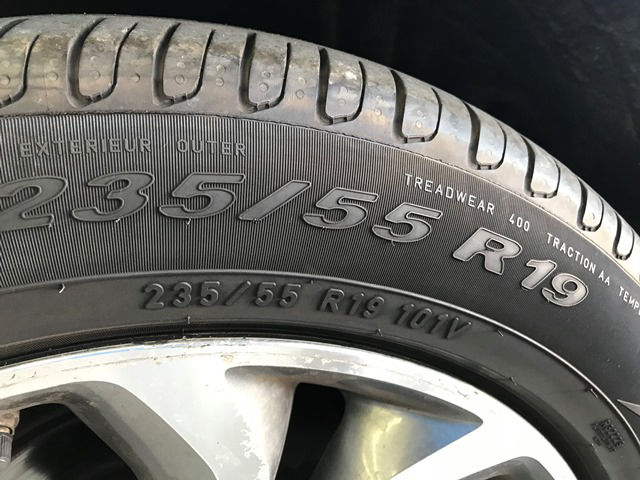 EXTERIEUR OUTER
235/55 R19
TREADWEAR 400 TRACTION AA
235/55 R19 101V